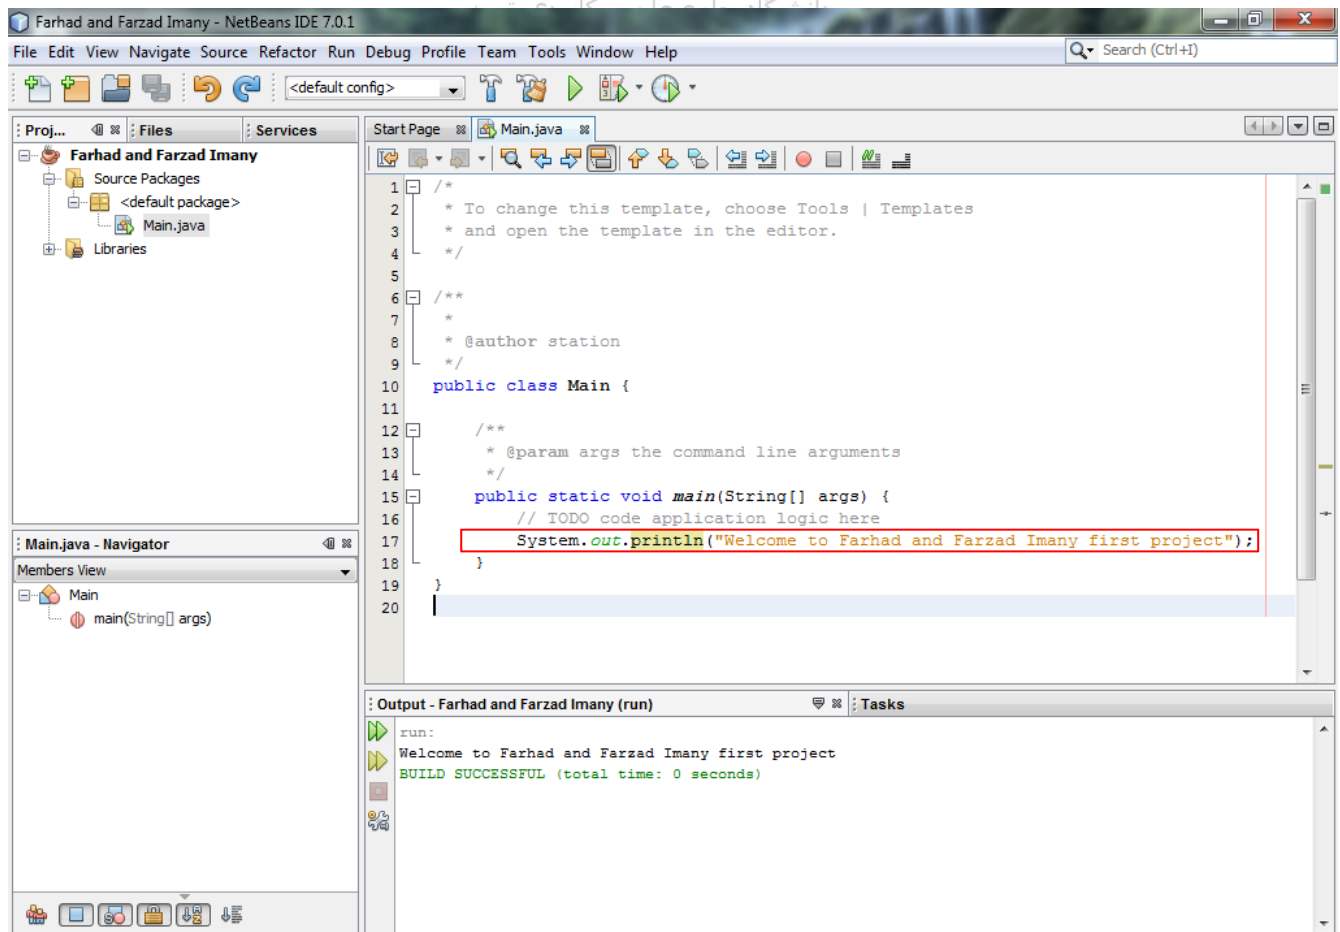 Farhad and Farzad Imany - NetBeans IDE 7.0.1
File Edit View Navigate Source Refactor Run Debug Profile Team Tools Window Help
Search (Ctrl+I)
<default config>
Proj... Files Services
Farhad and Farzad Imany
Source Packages
<default package>
Main.java
Libraries
Start Page Main.java
1 /*
2 * To change this template, choose Tools | Templates
3 * and open the template in the editor.
4 */
5
6 /**
7 *
8 * @author station
9 */
10 public class Main {
11
12 /**
13 * @param args the command line arguments
14 */
15 public static void main(String[] args) {
16 // TODO code application logic here
17 System.out.println("Welcome to Farhad and Farzad Imany first project");
18 }
19 }
20
Main.java - Navigator
Members View
Main
main(String[] args)
Output - Farhad and Farzad Imany (run) Tasks
run:
Welcome to Farhad and Farzad Imany first project
BUILD SUCCESSFUL (total time: 0 seconds)